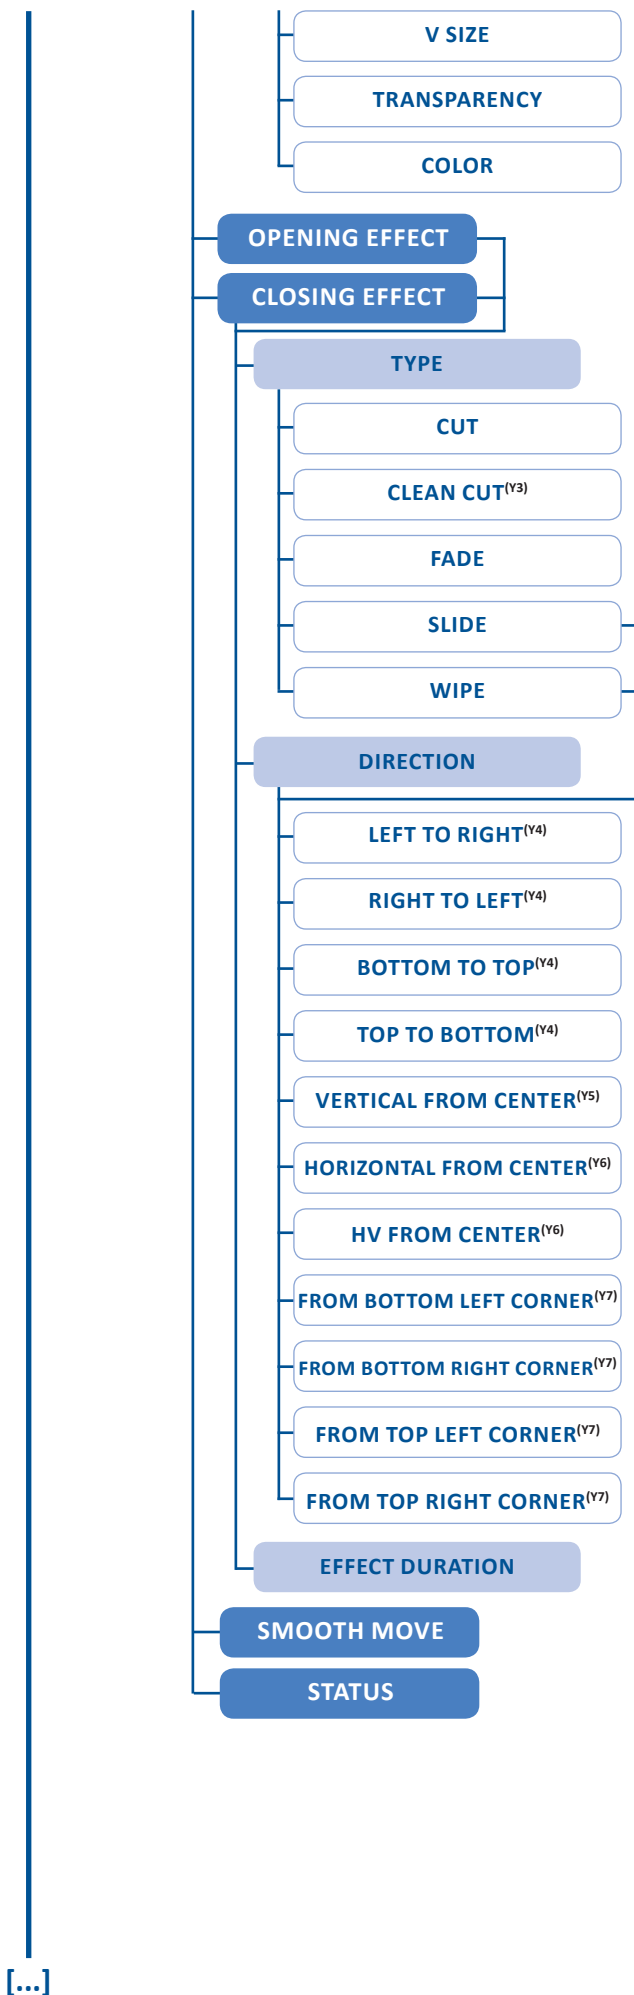 V SIZE
TRANSPARENCY
COLOR
OPENING EFFECT
CLOSING EFFECT
TYPE
CUT
CLEAN CUT(Y3)
FADE
SLIDE
WIPE
DIRECTION
LEFT TO RIGHT(Y4)
RIGHT TO LEFT(Y4)
BOTTOM TO TOP(Y4)
TOP TO BOTTOM(Y4)
VERTICAL FROM CENTER(Y5)
HORIZONTAL FROM CENTER(Y6)
HV FROM CENTER(Y6)
FROM BOTTOM LEFT CORNER(Y7)
FROM BOTTOM RIGHT CORNER(Y7)
FROM TOP LEFT CORNER(Y7)
FROM TOP RIGHT CORNER(Y7)
EFFECT DURATION
SMOOTH MOVE
STATUS
[...]